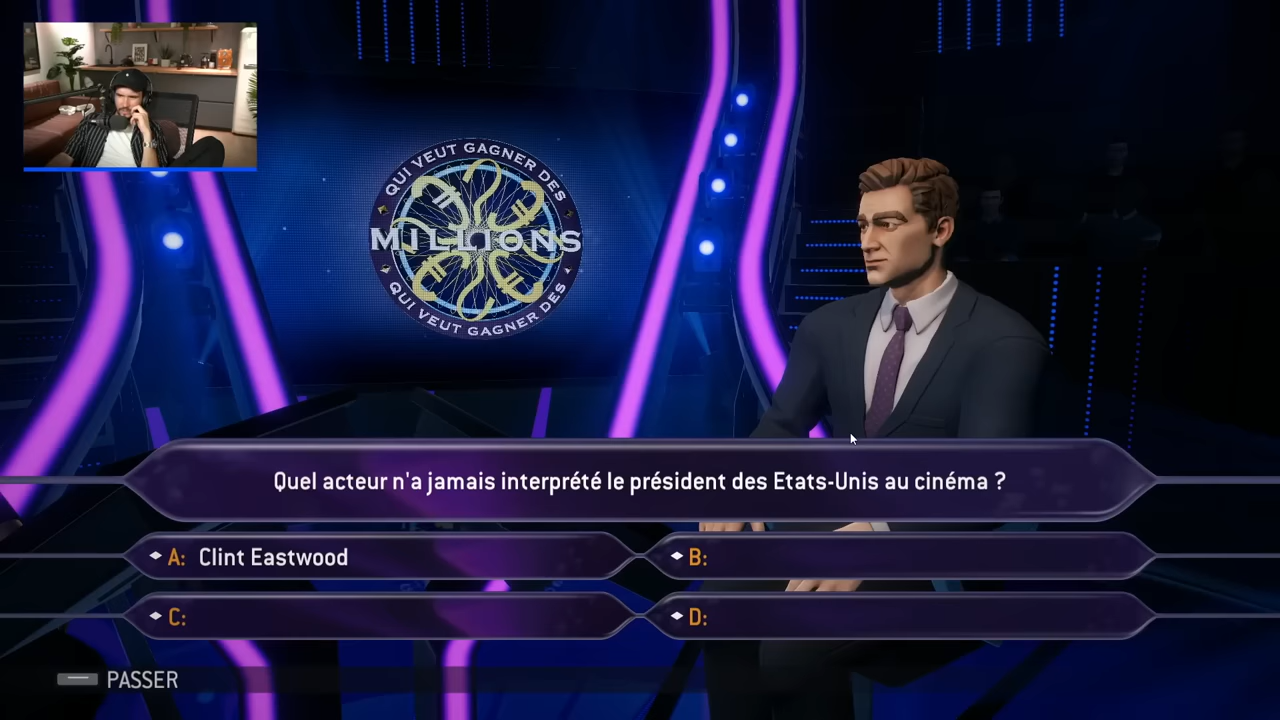 QUI VEUT GAGNER DES
MILLIONS
QUI VEUT GAGNER DES
Quel acteur n'a jamais interprété le président des Etats-Unis au cinéma ?
A: Clint Eastwood
B:
C:
D:
PASSER